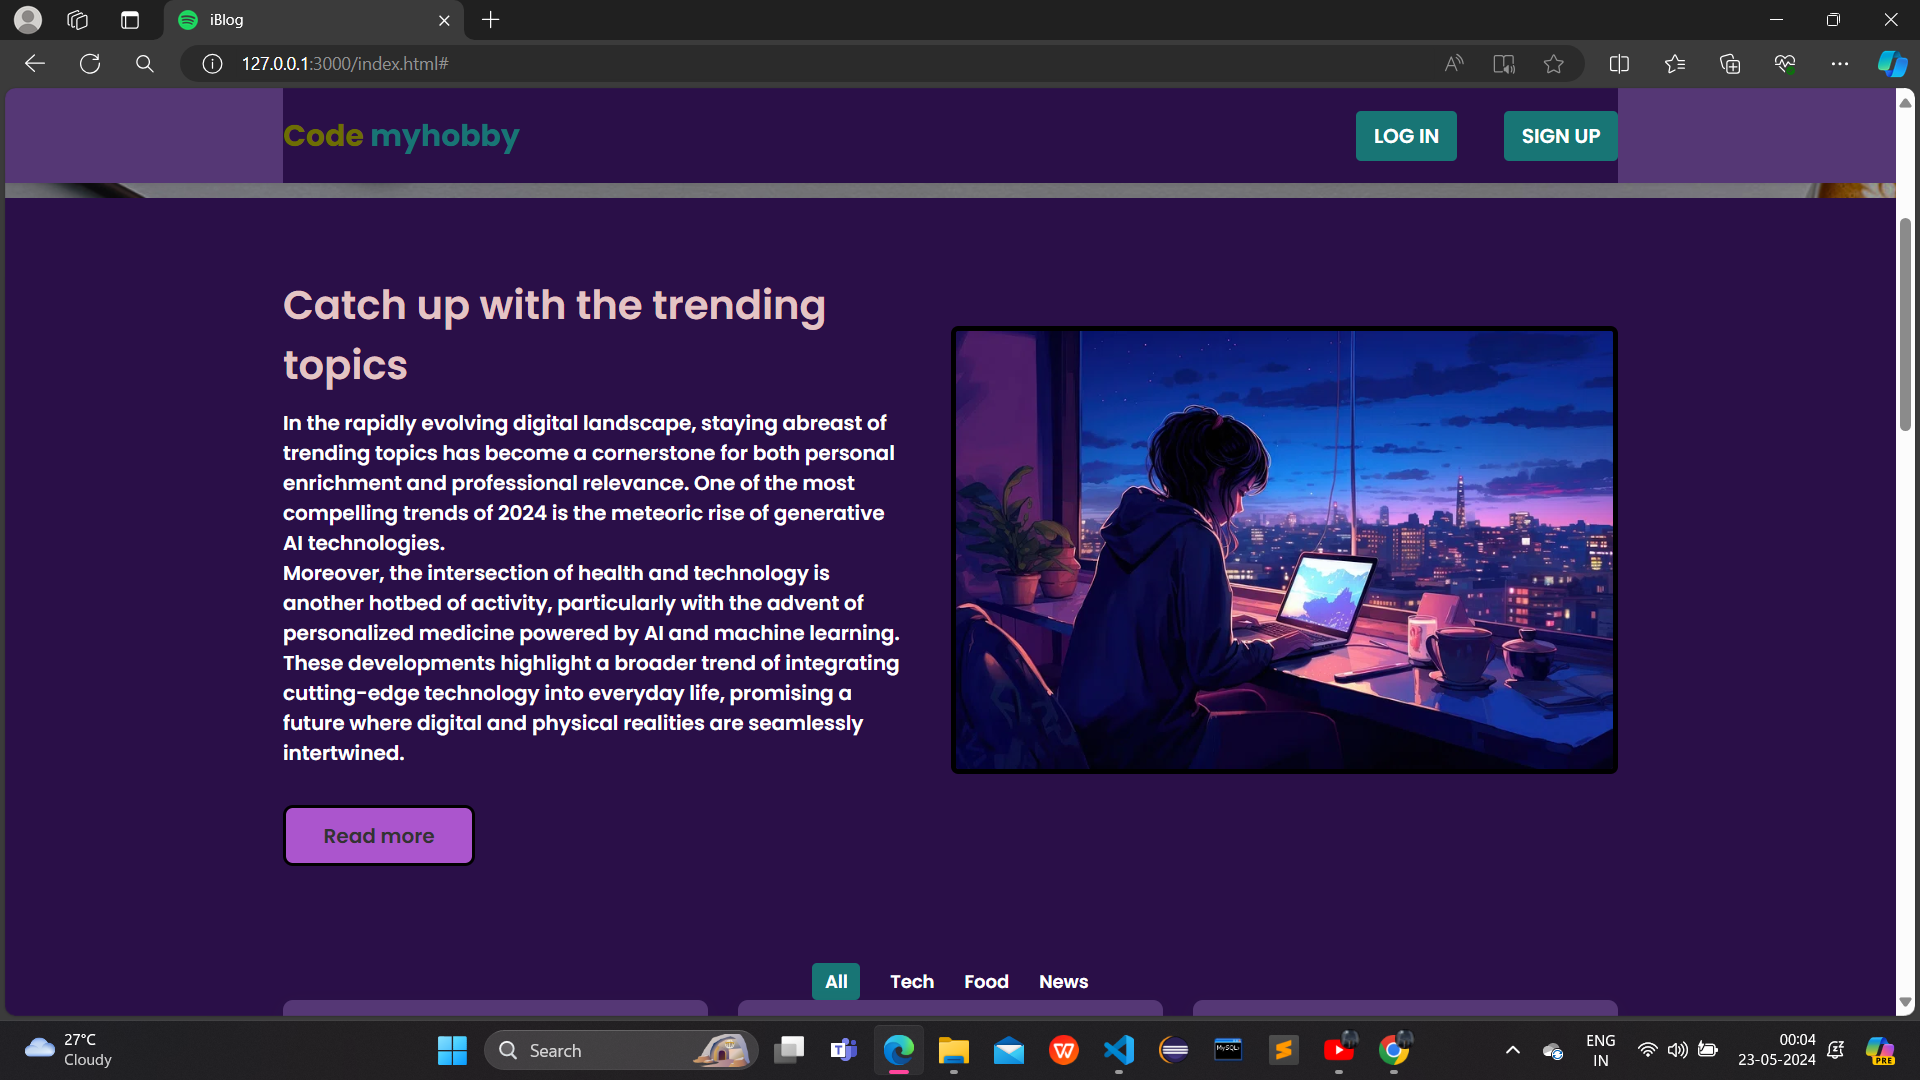 iBlog
127.0.0.1:3000/index.html#
Code myhobby
LOG IN
SIGN UP
Catch up with the trending
topics
In the rapidly evolving digital landscape, staying abreast of
trending topics has become a cornerstone for both personal
enrichment and professional relevance. One of the most
compelling trends of 2024 is the meteoric rise of generative
AI technologies.
Moreover, the intersection of health and technology is
another hotbed of activity, particularly with the advent of
personalized medicine powered by AI and machine learning.
These developments highlight a broader trend of integrating
cutting-edge technology into everyday life, promising a
future where digital and physical realities are seamlessly
intertwined.
Read more
All
Tech
Food
News
27°C
Cloudy
Search
MySQL
ENG
IN
00:04
23-05-2024
PRE